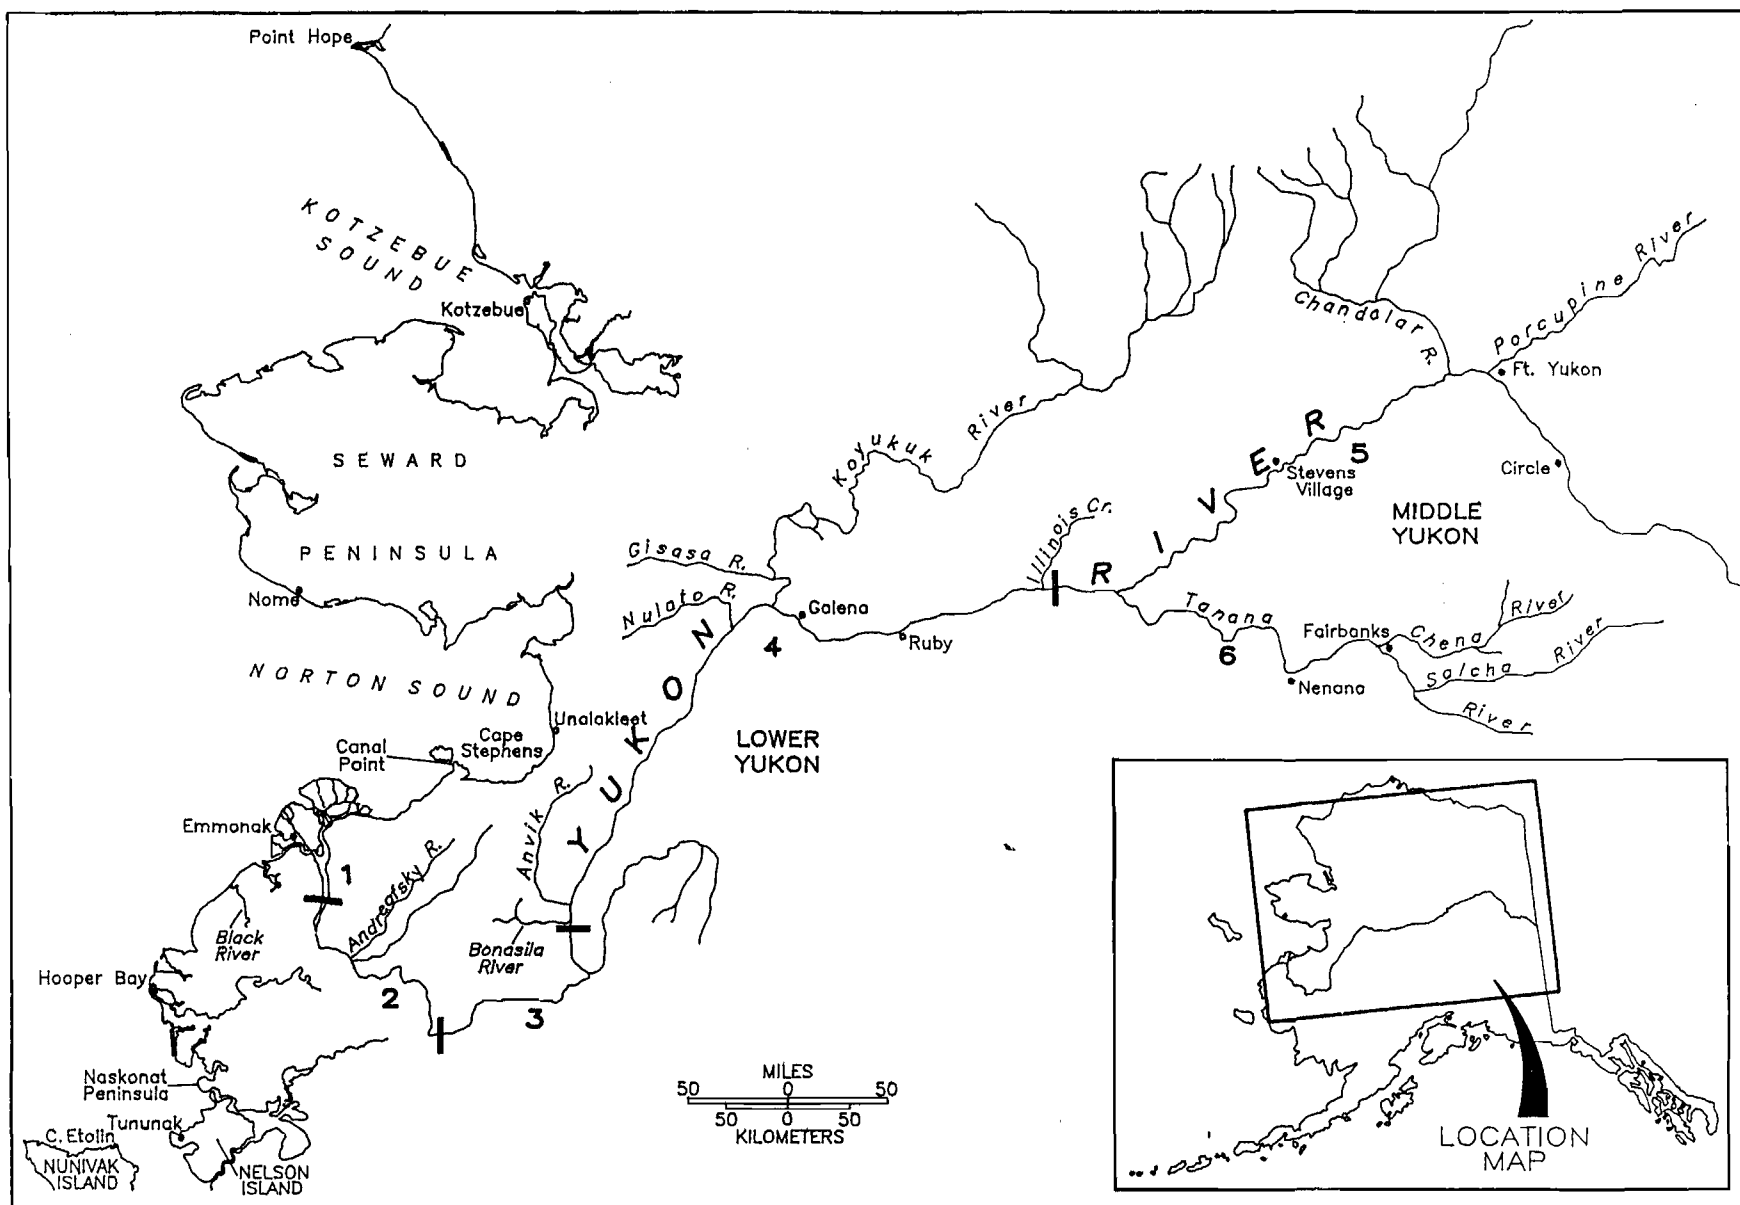 Point Hope
KOTZEBUE
SOUND
Kotzebue
Chandalar R.
Porcupine River
Ft. Yukon
SEWARD
Koyukuk River
5
Stevens
Village
Circle
MIDDLE
YUKON
PENINSULA
Illinois Cr.
Gisasa R.
Nome
Nulato R.
Galena
Ruby
4
Tanana
6
Fairbanks
Chena River
Salcha River
River
Nenana
NORTON SOUND
YUKON RIVER
Unalakleet
Cape
Stephens
Canal
Point
LOWER
YUKON
Emmonak
1
Andreafsky R.
Anvik R.
Black
River
Bonasila
River
Hooper Bay
2
3
Naskonat
Peninsula
Tununak
C. Etolin
NUNIVAK
ISLAND
NELSON
ISLAND
MILES
50 0 50
50 0 50
KILOMETERS
LOCATION
MAP